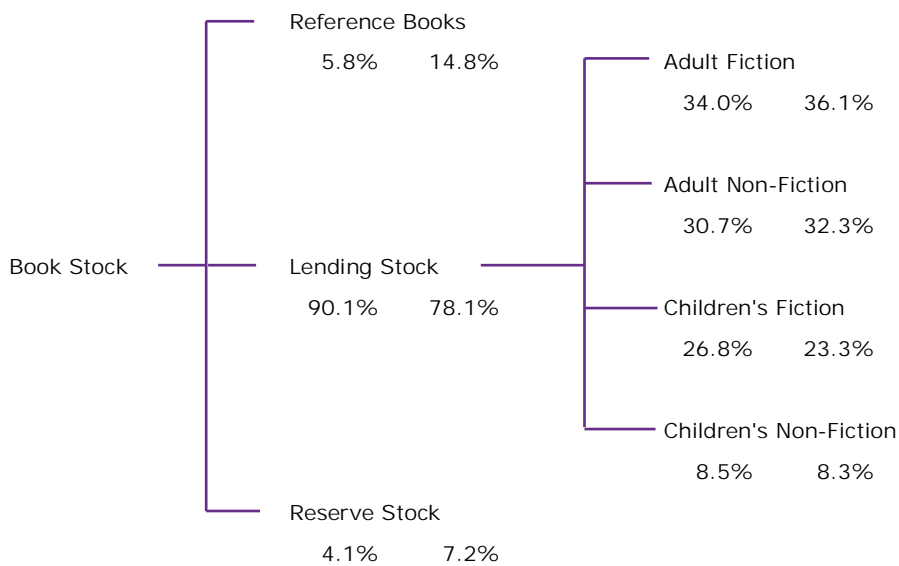 Reference Books
5.8% 14.8%
Adult Fiction
34.0% 36.1%
Adult Non-Fiction
30.7% 32.3%
Book Stock
Lending Stock
90.1% 78.1%
Children's Fiction
26.8% 23.3%
Children's Non-Fiction
8.5% 8.3%
Reserve Stock
4.1% 7.2%